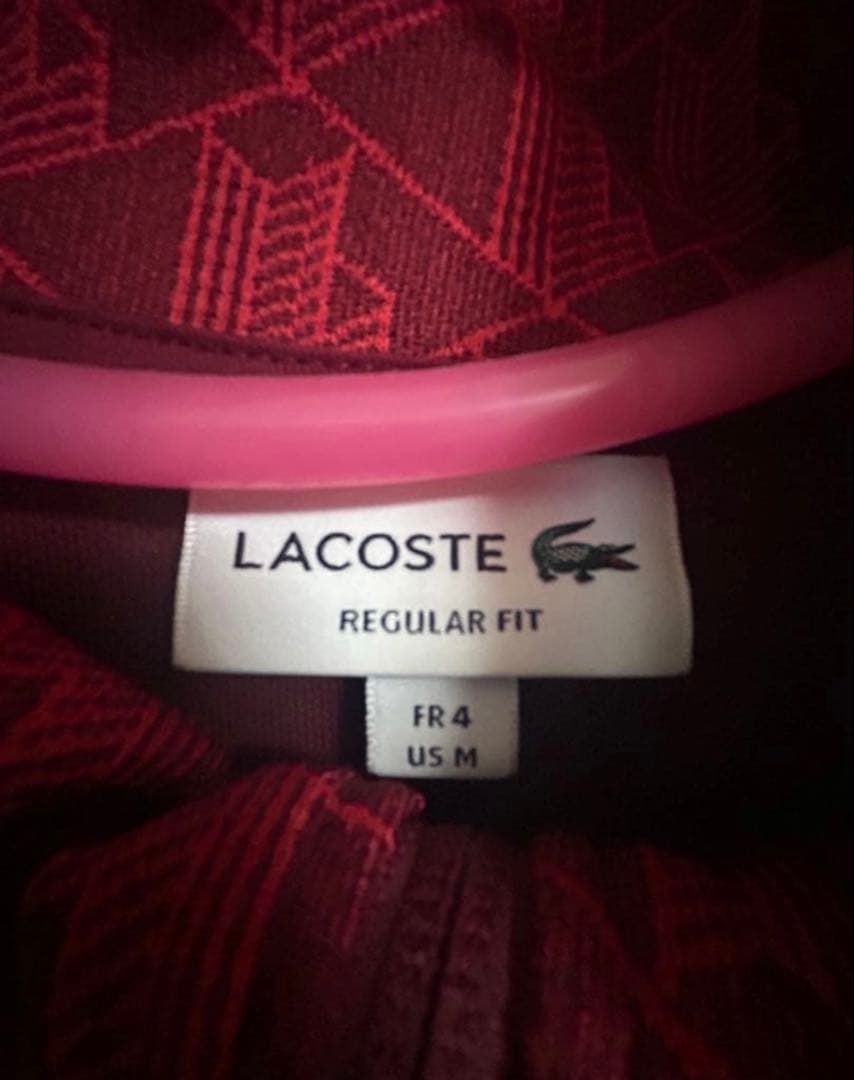 LACOSTE
REGULAR FIT
FR 4
US M